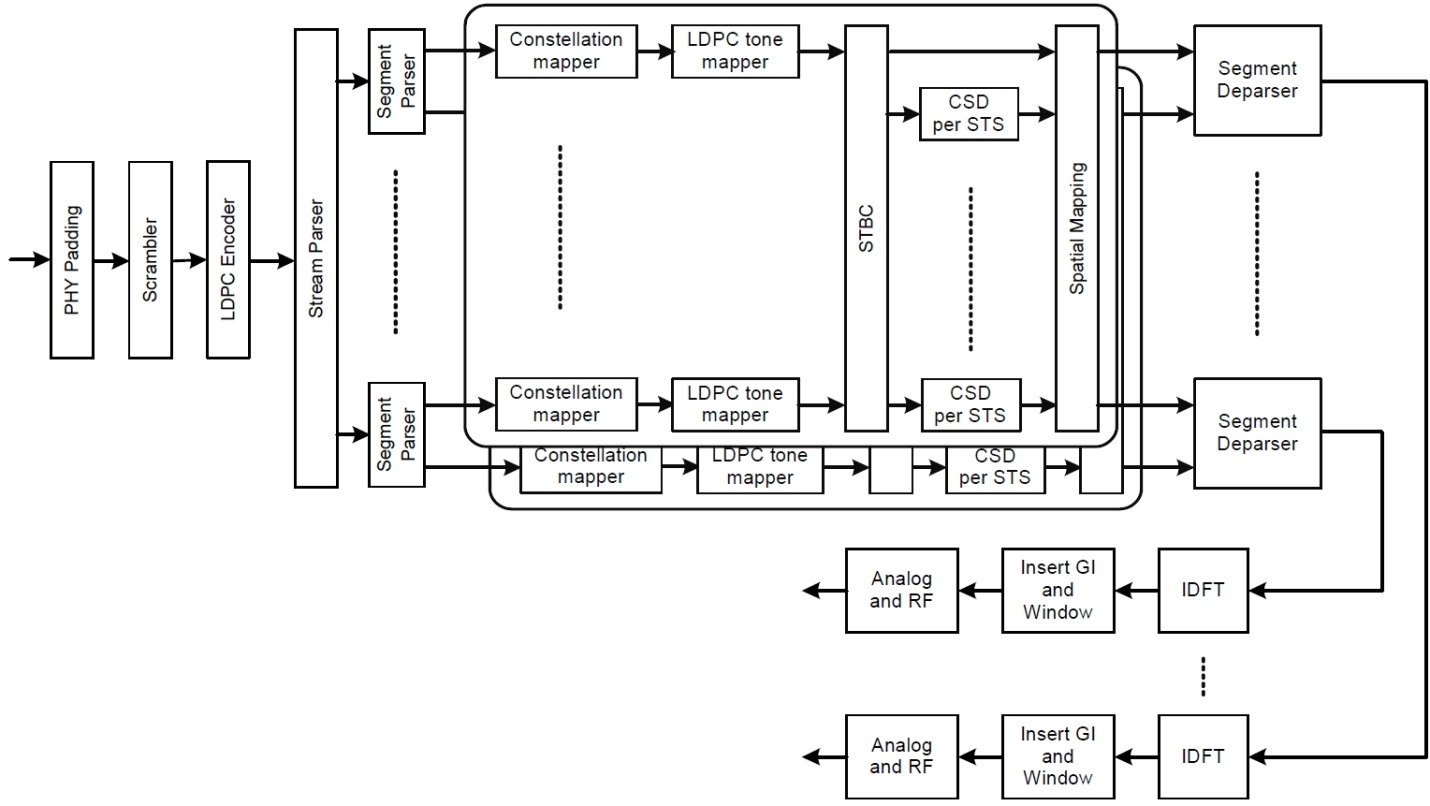 PHY Padding
Scrambler
LDPC Encoder
Stream Parser
Segment
Parser
Segment
Parser
Constellation
mapper
LDPC tone
mapper
STBC
CSD
per STS
Spatial Mapping
Segment
Deparser
Constellation
mapper
LDPC tone
mapper
CSD
per STS
Segment
Deparser
Constellation
mapper
LDPC tone
mapper
CSD
per STS
Analog
and RF
Insert GI
and
Window
IDFT
Analog
and RF
Insert GI
and
Window
IDFT